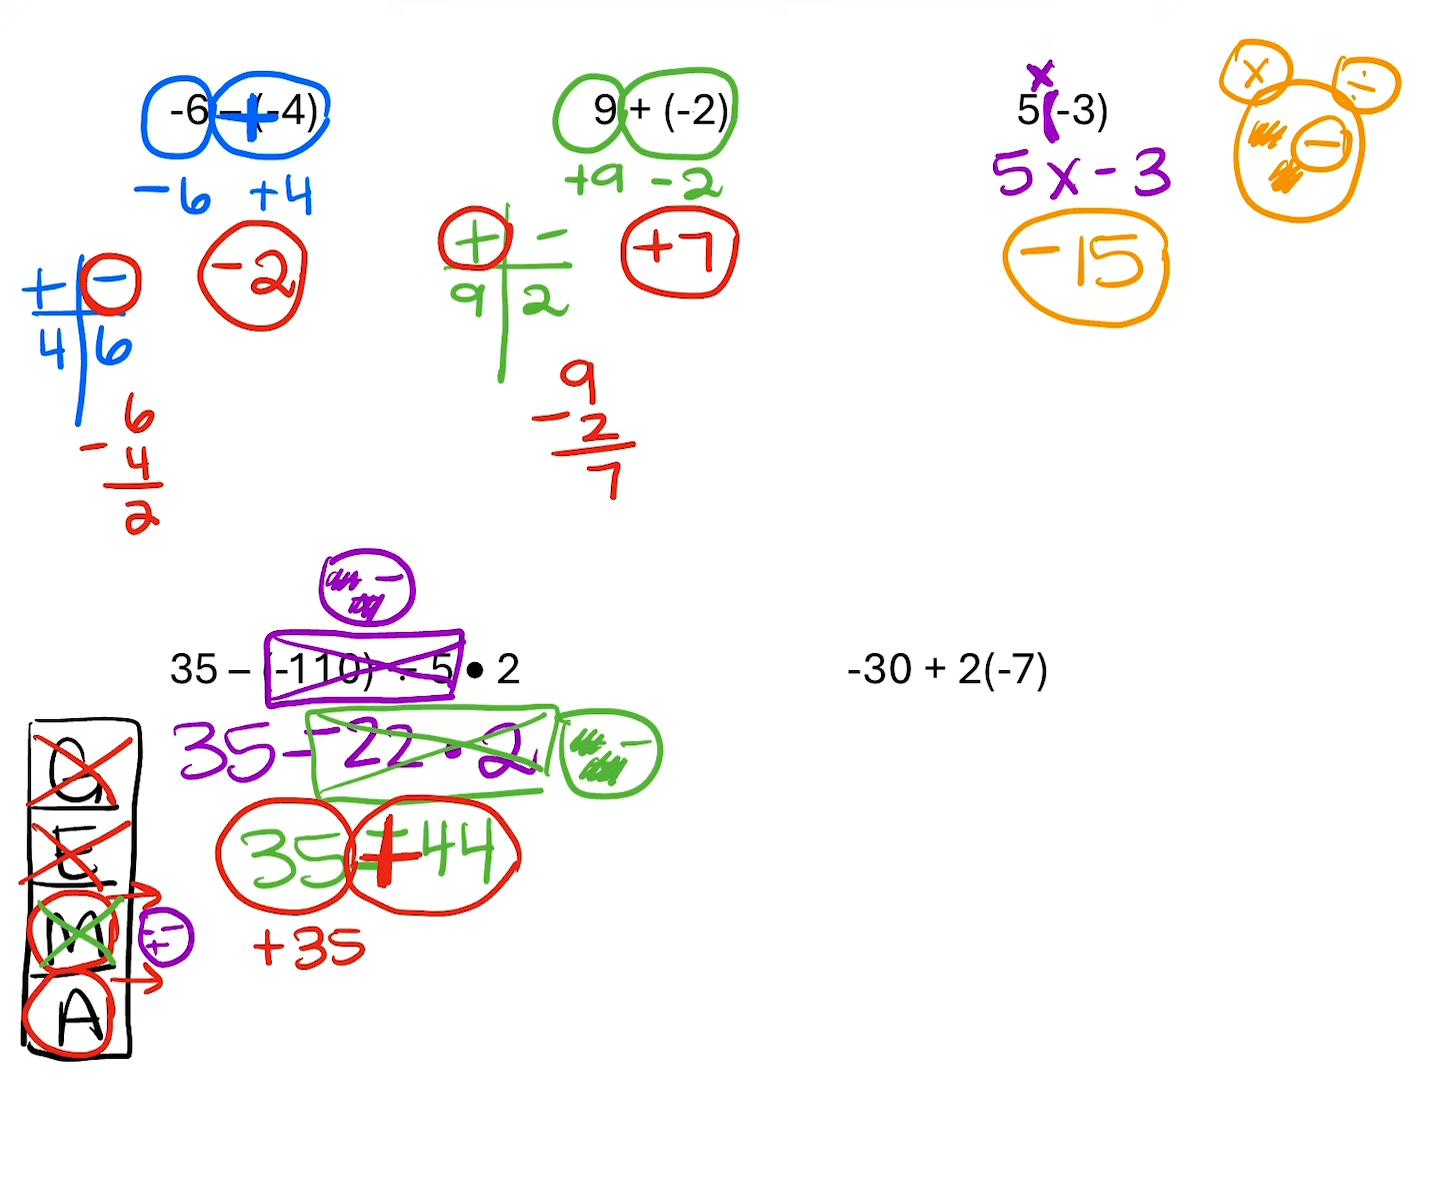 -6 – (-4)
-6 +4
-2
+ -
4 6
6
- 4
2
9 + (-2)
+9 -2
+7
+ -
9 2
9
- 2
7
x
5(-3)
5 x - 3
-15
x ÷
-
-
35 – (-110) ÷ 5 • 2
35 - -22 • 2
-
35 + 44
+35
G
E
M
A
-30 + 2(-7)